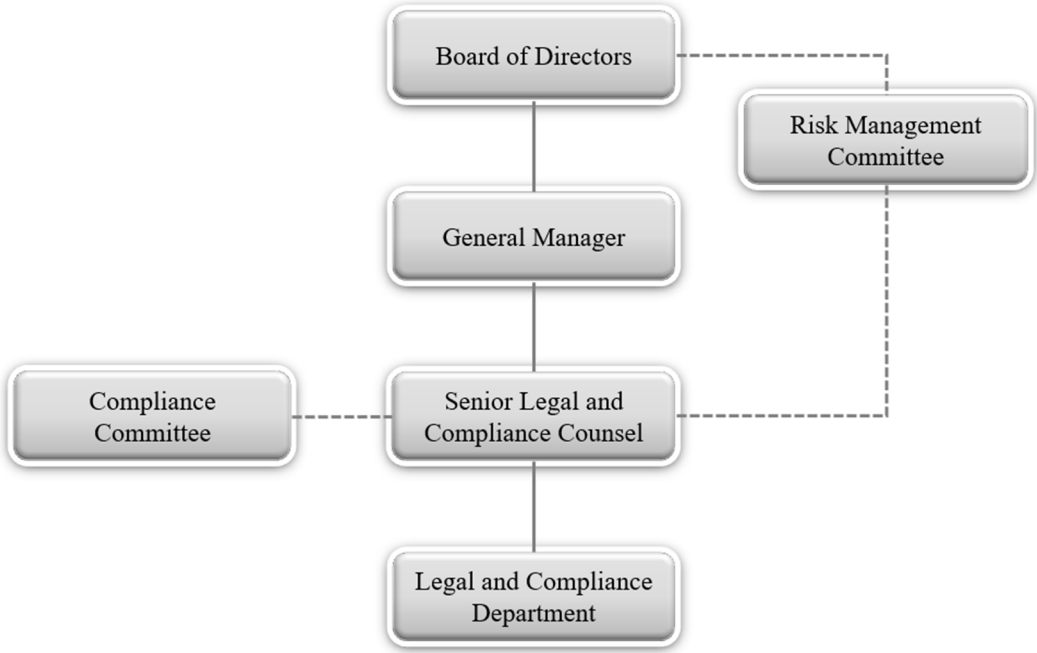 Board of Directors
Risk Management
Committee
General Manager
Compliance
Committee
Senior Legal and
Compliance Counsel
Legal and Compliance
Department